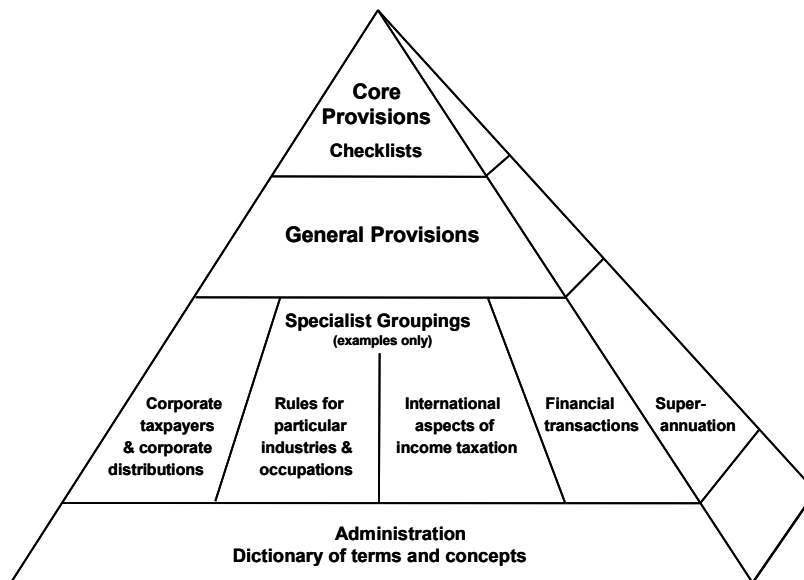 Core
Provisions
Checklists
General Provisions
Specialist Groupings
(examples only)
Corporate
taxpayers
& corporate
distributions
Rules for
particular
industries &
occupations
International
aspects of
income taxation
Financial
transactions
Super-
annuation
Administration
Dictionary of terms and concepts